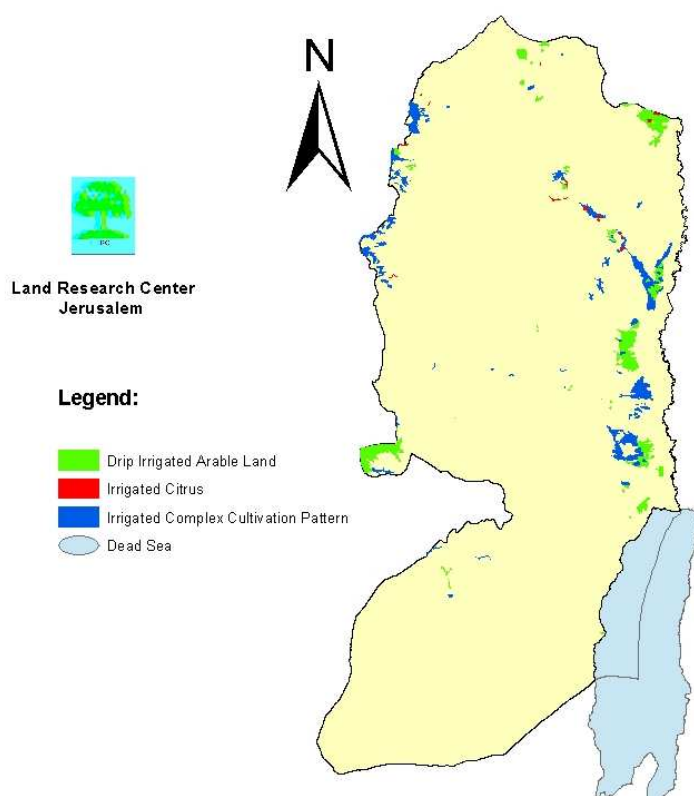 N
Land Research Center
Jerusalem
Legend:
Drip Irrigated Arable Land
Irrigated Citrus
Irrigated Complex Cultivation Pattern
Dead Sea